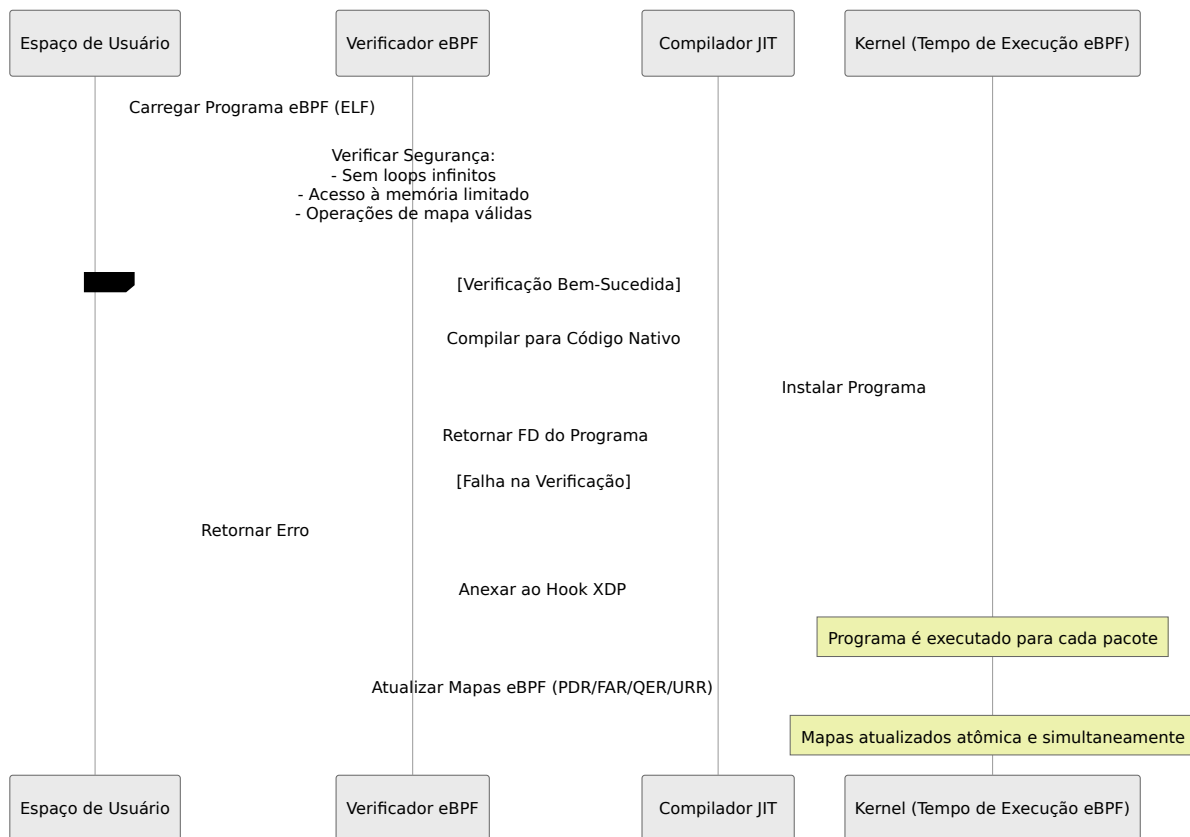 Espaço de Usuário
Verificador eBPF
Compilador JIT
Kernel (Tempo de Execução eBPF)
Carregar Programa eBPF (ELF)
Verificar Segurança:
- Sem loops infinitos
- Acesso à memória limitado
- Operações de mapa válidas
[Verificação Bem-Sucedida]
Compilar para Código Nativo
Instalar Programa
Retornar FD do Programa
[Falha na Verificação]
Retornar Erro
Anexar ao Hook XDP
Programa é executado para cada pacote
Atualizar Mapas eBPF (PDR/FAR/QER/URR)
Mapas atualizados atômica e simultaneamente
Espaço de Usuário
Verificador eBPF
Compilador JIT
Kernel (Tempo de Execução eBPF)